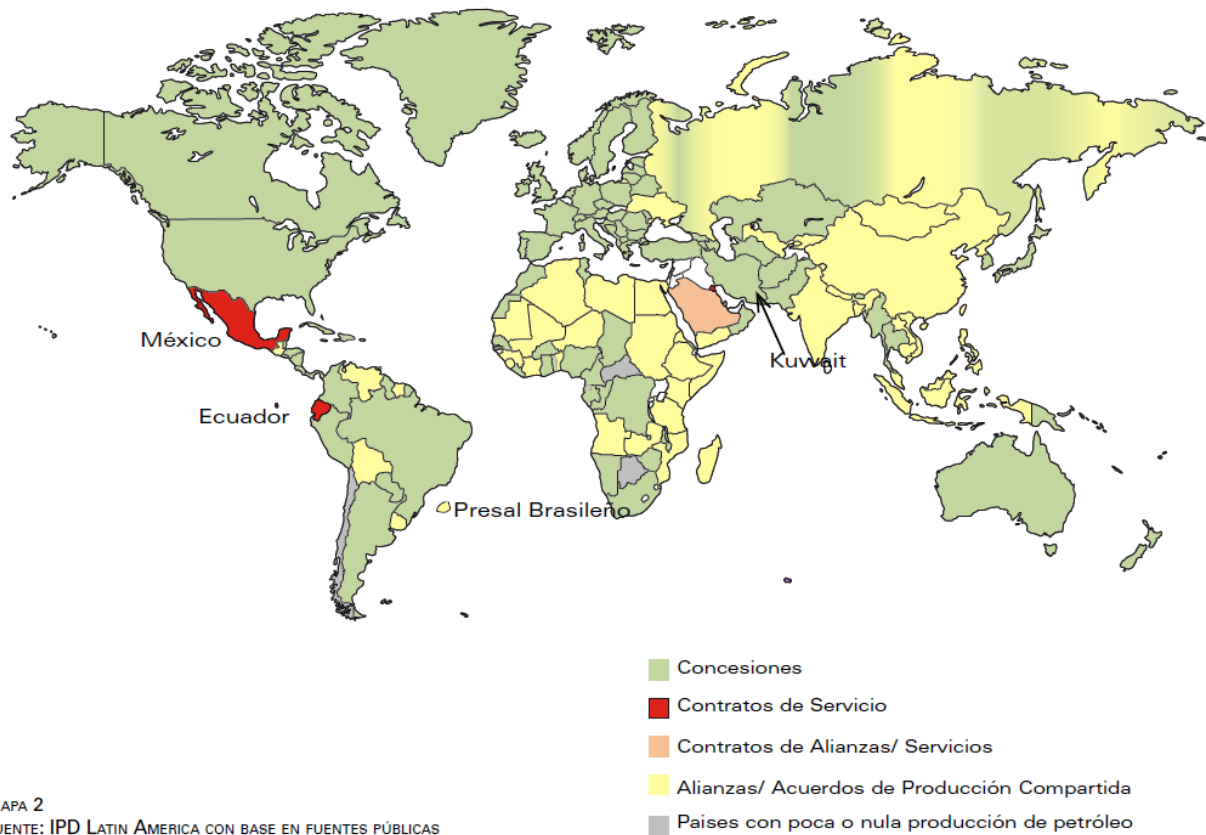 México
Kuwait
Ecuador
Presal Brasileño
Concesiones
Contratos de Servicio
Contratos de Alianzas/ Servicios
Alianzas/ Acuerdos de Producción Compartida
Paises con poca o nula producción de petróleo
APA 2
UENTE: IPD LATIN AMERICA CON BASE EN FUENTES PÚBLICAS